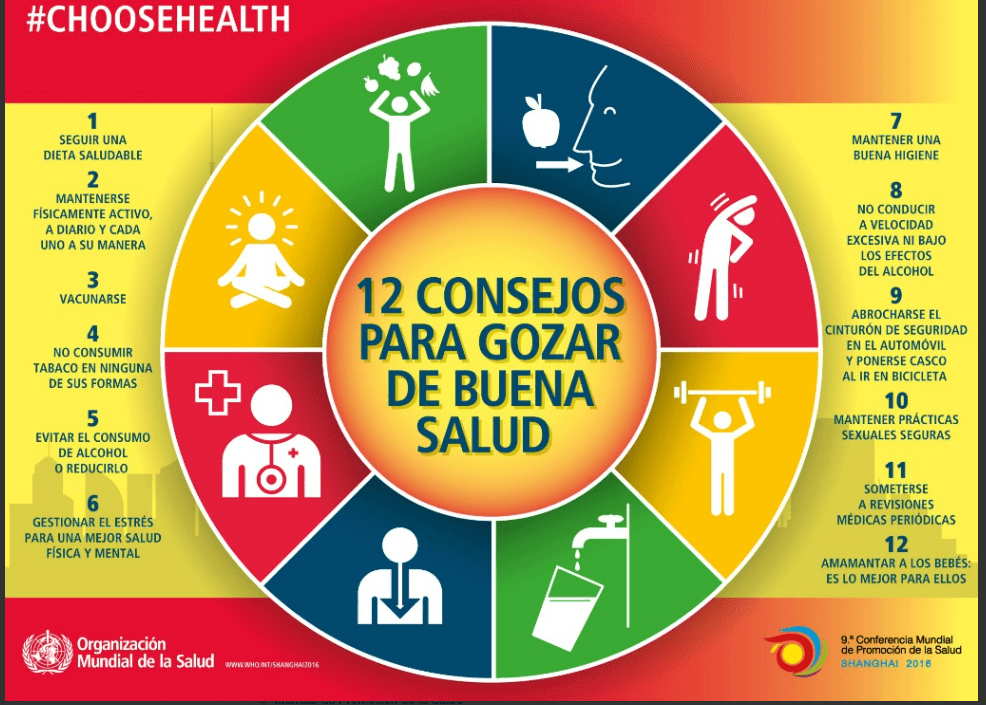 #CHOOSEHEALTH
1
SEGUIR UNA
DIETA SALUDABLE
2
MANTENERSE
FÍSICAMENTE ACTIVO,
A DIARIO Y CADA
UNO A SU MANERA
3
VACUNARSE
4
NO CONSUMIR
TABACO EN NINGUNA
DE SUS FORMAS
5
EVITAR EL CONSUMO
DE ALCOHOL
O REDUCIRLO
6
GESTIONAR EL ESTRÉS
PARA UNA MEJOR SALUD
FÍSICA Y MENTAL
12 CONSEJOS
PARA GOZAR
DE BUENA
SALUD
7
MANTENER UNA
BUENA HIGIENE
8
NO CONDUCIR
A VELOCIDAD
EXCESIVA NI BAJO
LOS EFECTOS
DEL ALCOHOL
9
ABROCHARSE EL
CINTURÓN DE SEGURIDAD
EN EL AUTOMÓVIL
Y PONERSE CASCO
AL IR EN BICICLETA
10
MANTENER PRÁCTICAS
SEXUALES SEGURAS
11
SOMETERSE
A REVISIONES
MÉDICAS PERIÓDICAS
12
AMAMANTAR A LOS BEBÉS:
ES LO MEJOR PARA ELLOS
Organización
Mundial de la Salud
WWW.WHO.INT/SHANGHAI2016
9.ª Conferencia Mundial
de Promoción de la Salud
SHANGHAI 2016